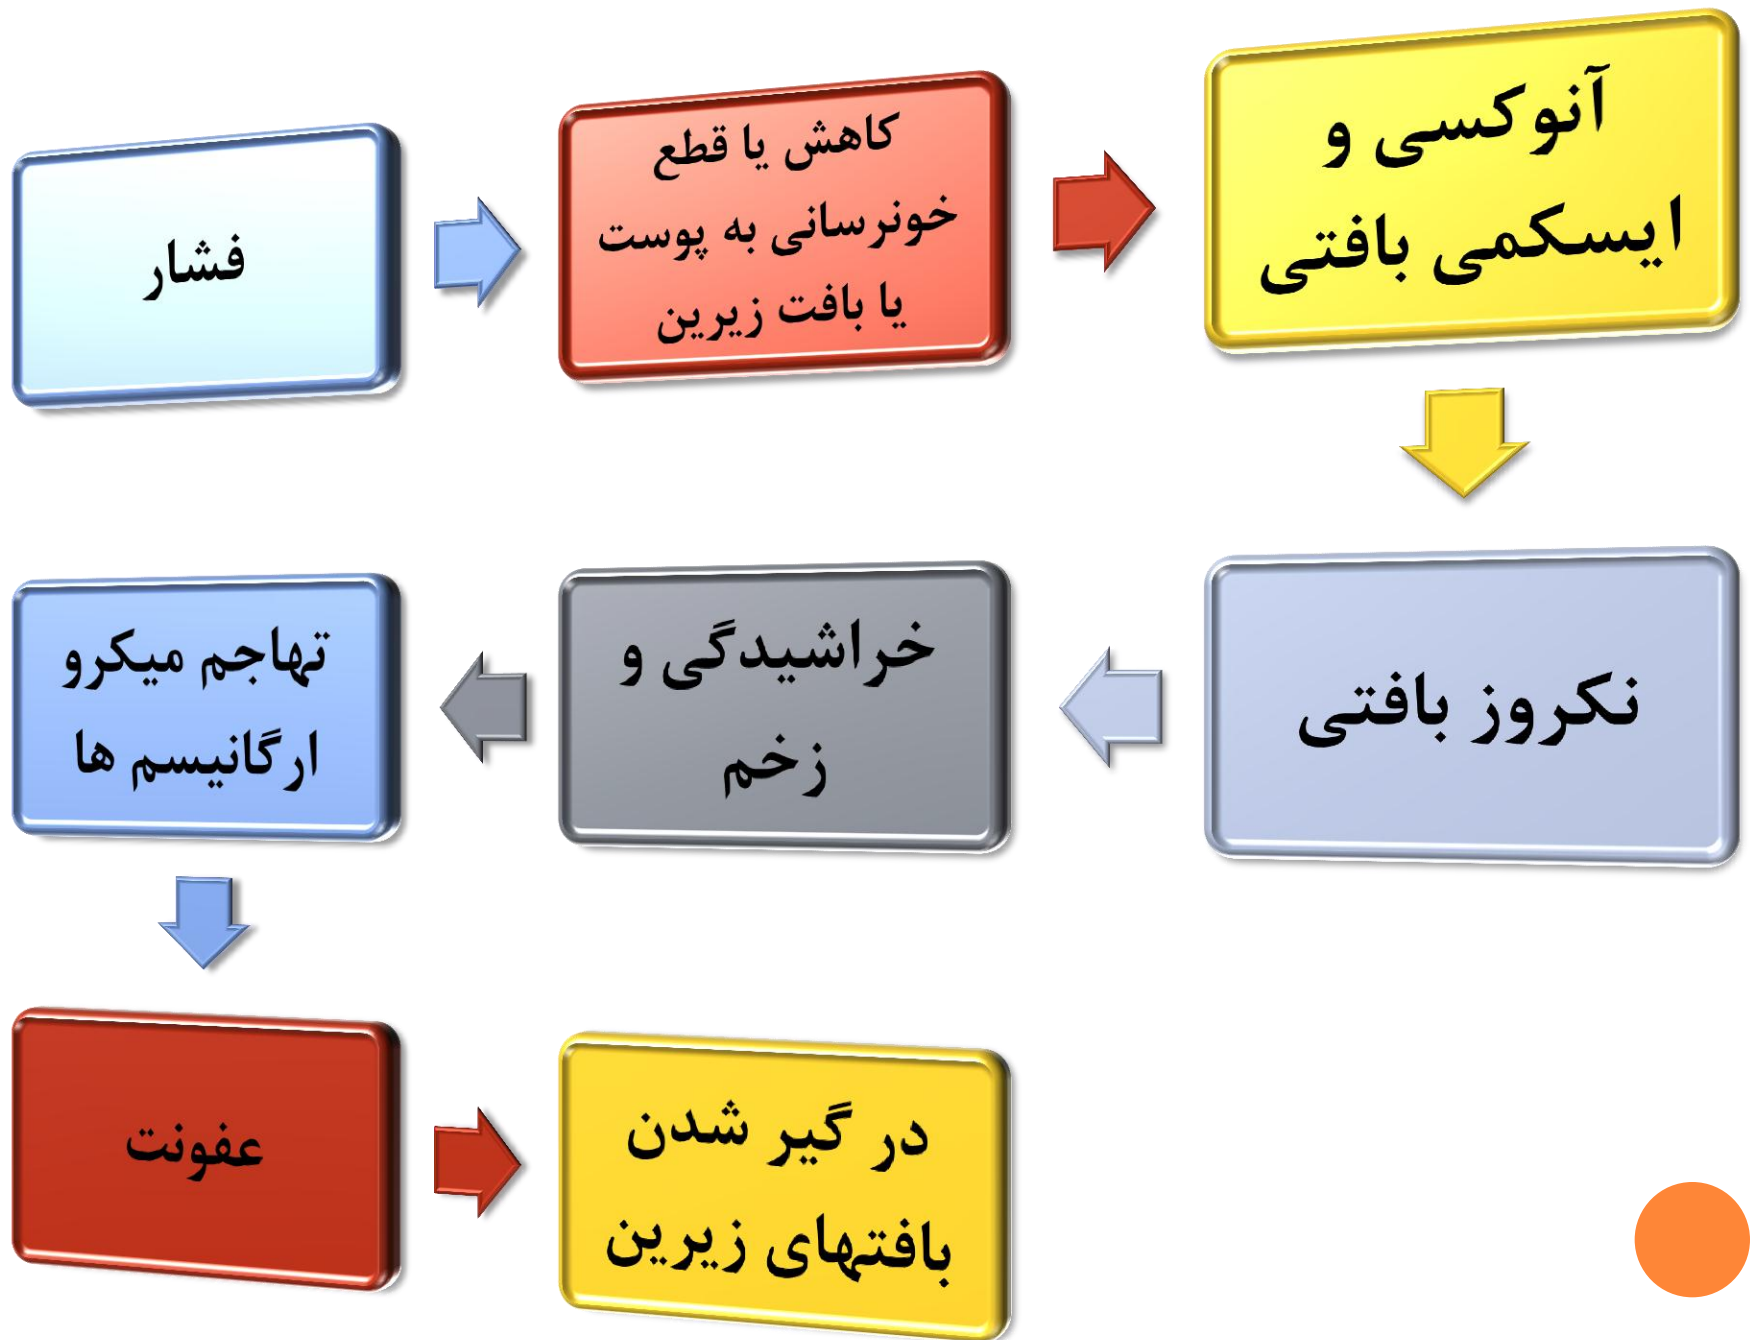 فشار
کاهش یا قطع
خونرسانی به پوست
یا بافت زیرین
آنوکسی و
ایسکمی بافتی
نکروز بافتی
خراشیدگی و
زخم
تهاجم میکرو
ارگانیسم ها
عفونت
در گیر شدن
بافتهای زیرین